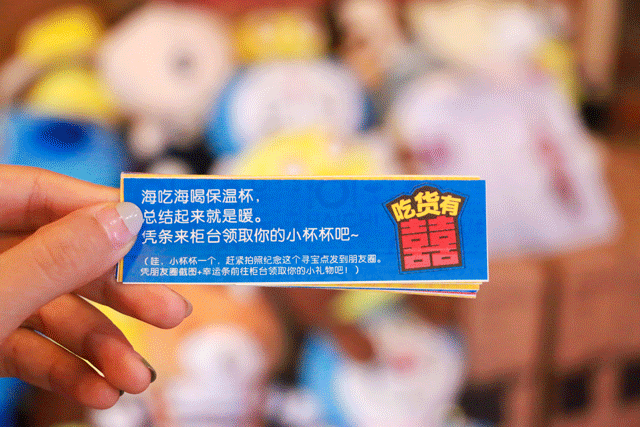 海吃海喝保温杯,
总结起来就是暖。
凭条来柜台领取你的小杯杯吧~
(哇,小杯杯一个,赶紧拍照纪念这个寻宝点发到朋友圈。
凭朋友圈截图+幸运条前往柜台领取你的小礼物吧!)
吃货有
囍